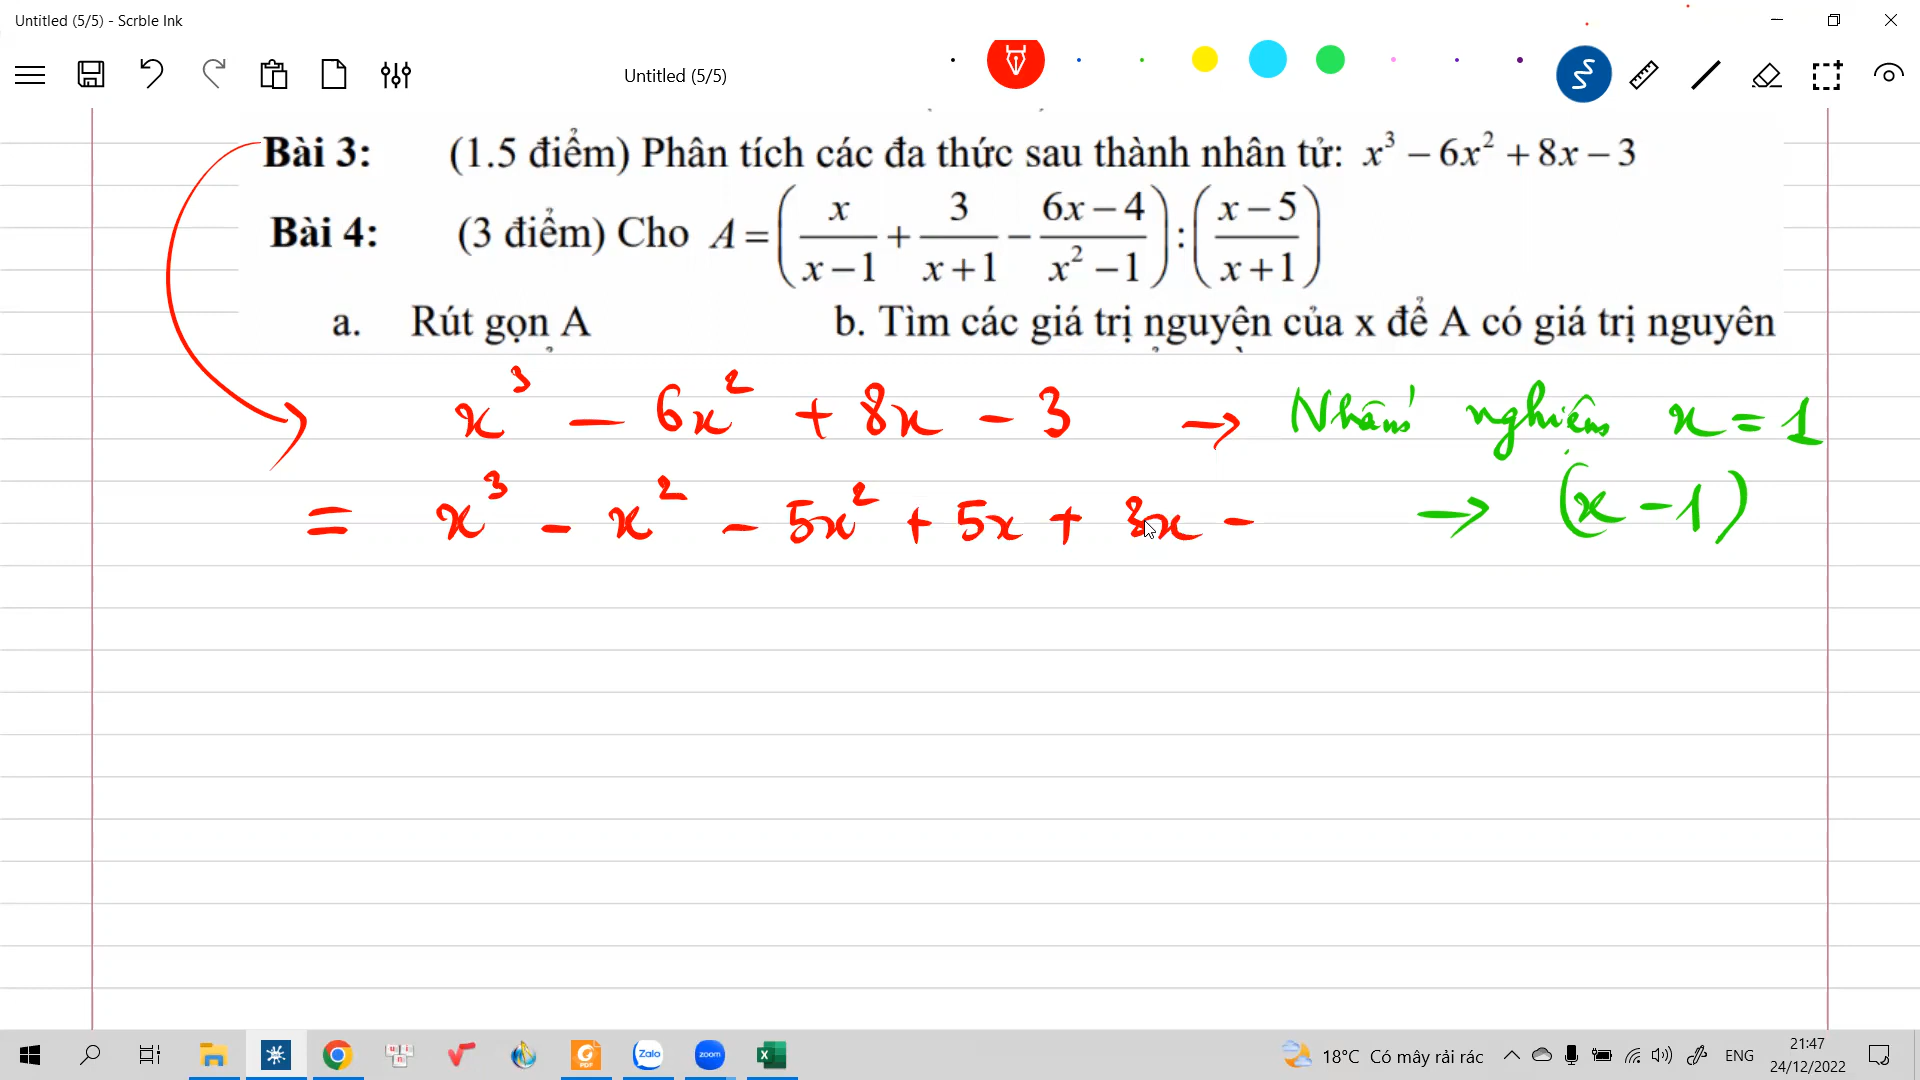 Untitled (5/5) - Scrble Ink
Untitled (5/5)
Bài 3: (1.5 điểm) Phân tích các đa thức sau thành nhân tử: x³ − 6x² + 8x − 3
Bài 4: (3 điểm) Cho A = (x/(x−1) + 3/(x+1) − (6x−4)/(x²−1)) : ((x−5)/(x+1))
a. Rút gọn A b. Tìm các giá trị nguyên của x để A có giá trị nguyên
x³ − 6x² + 8x − 3 → Nhẩm nghiệm x = 1
= x³ − x² − 5x² + 5x + 3x − → (x − 1)
Zalo
zoom
18°C Có mây rải rác
ENG
21:47
24/12/2022